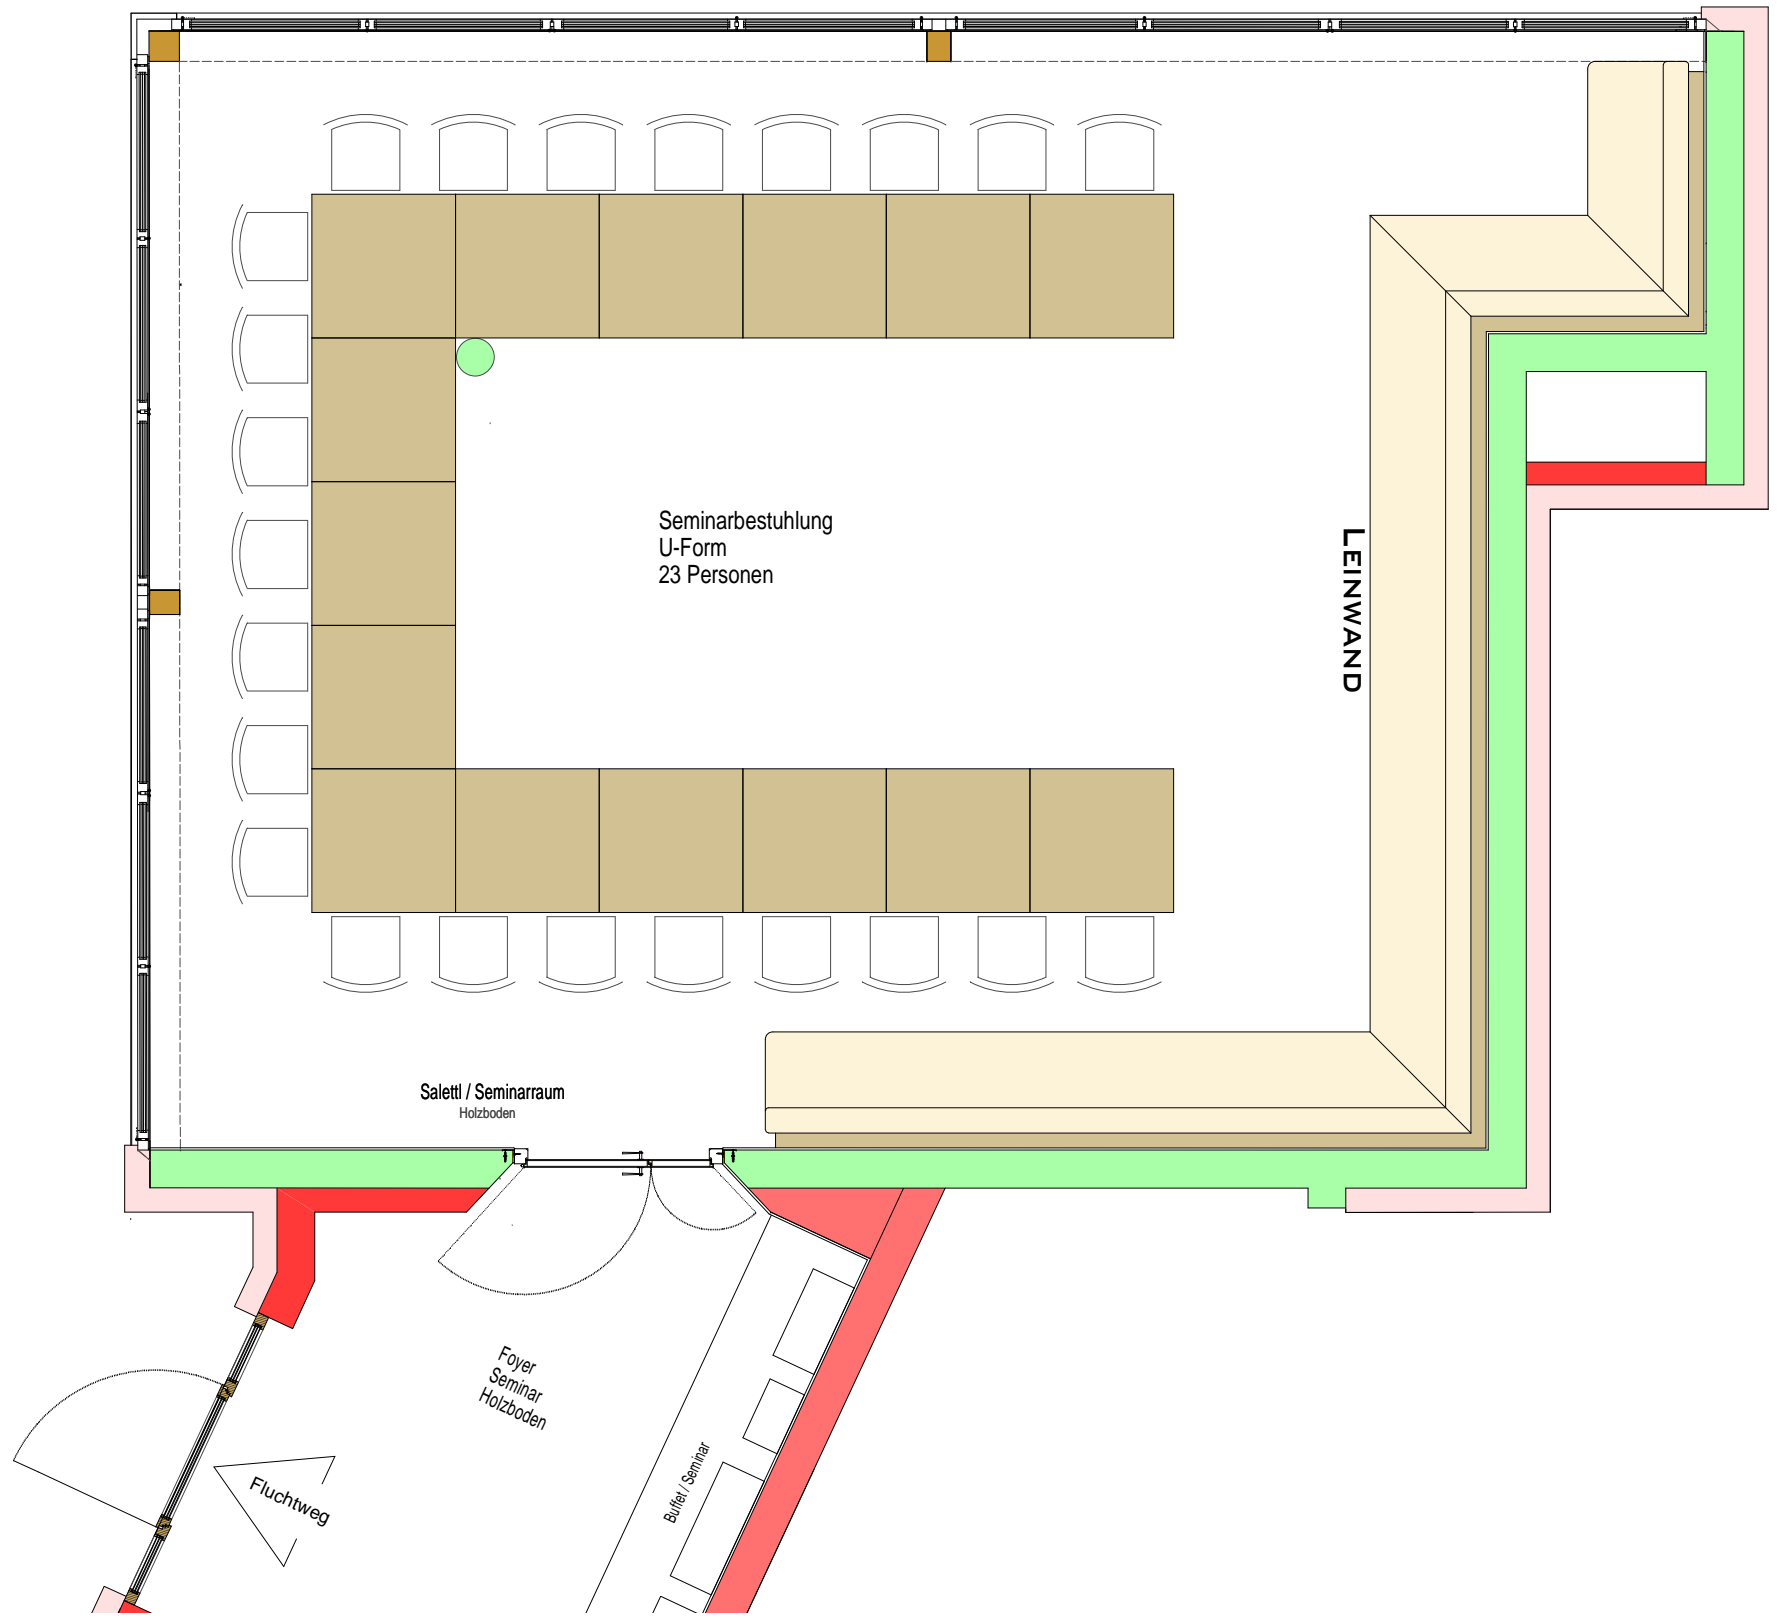 Seminarbestuhlung
U-Form
23 Personen
LEINWAND
Salettl / Seminarraum
Holzboden
Foyer
Seminar
Holzboden
Buffet / Seminar
Fluchtweg